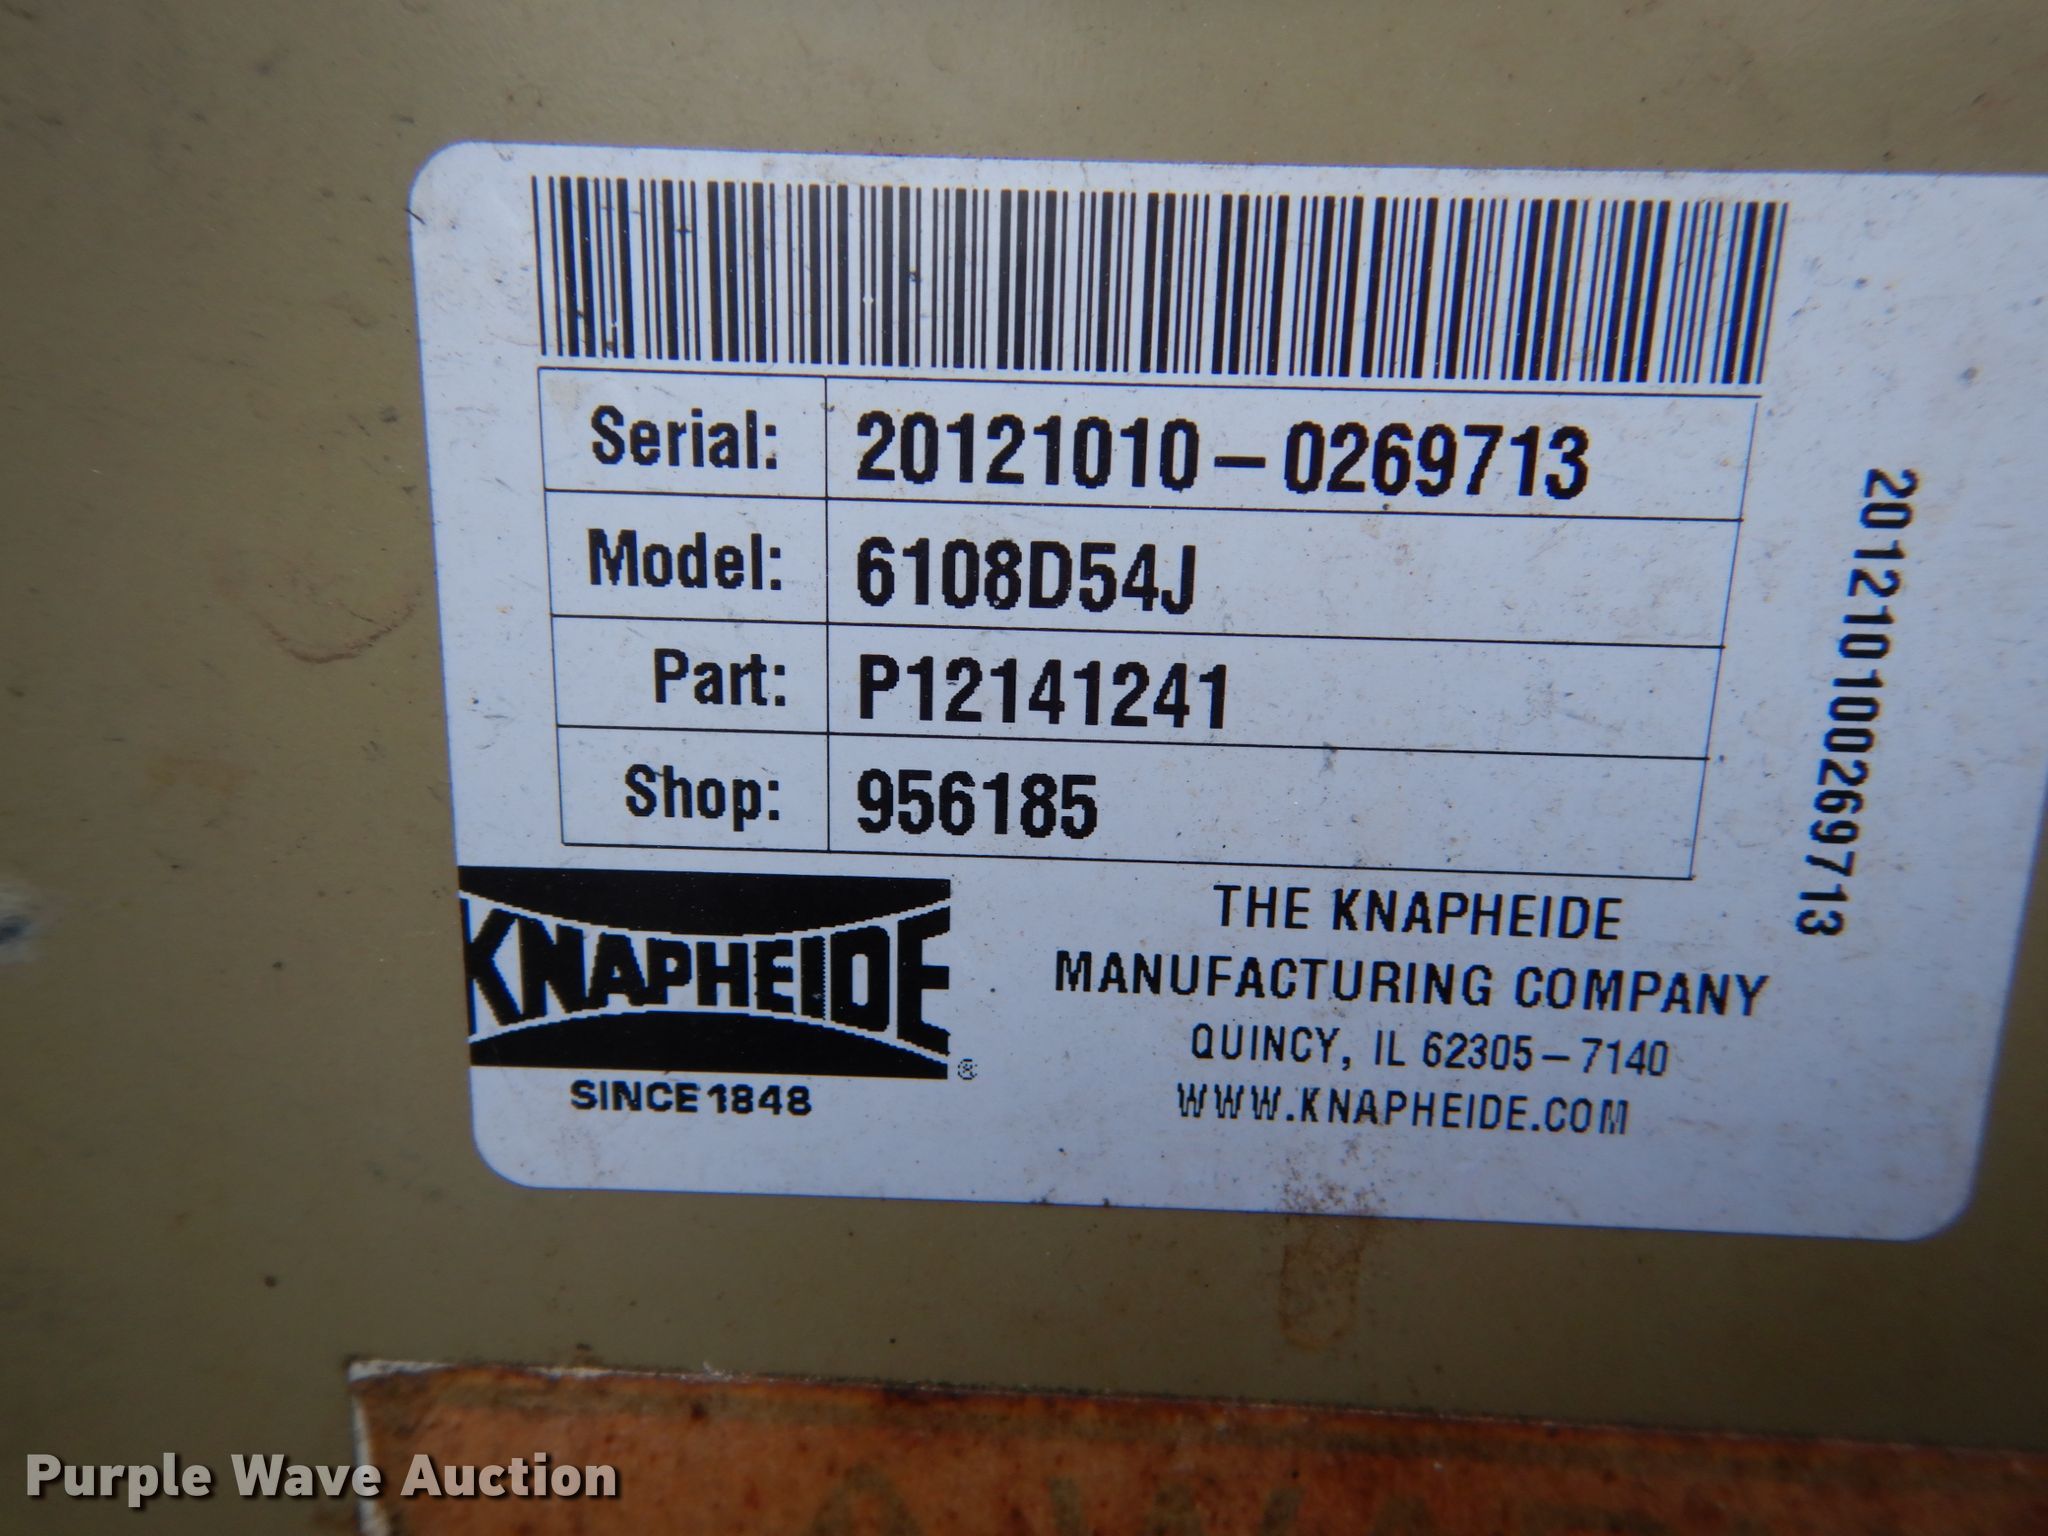 Serial: 20121010-0269713
Model: 6108D54J
Part: P12141241
Shop: 956185
201210100269713
KNAPHEIDE ®
SINCE 1848
THE KNAPHEIDE
MANUFACTURING COMPANY
QUINCY, IL 62305-7140
WWW.KNAPHEIDE.COM
Purple Wave Auction